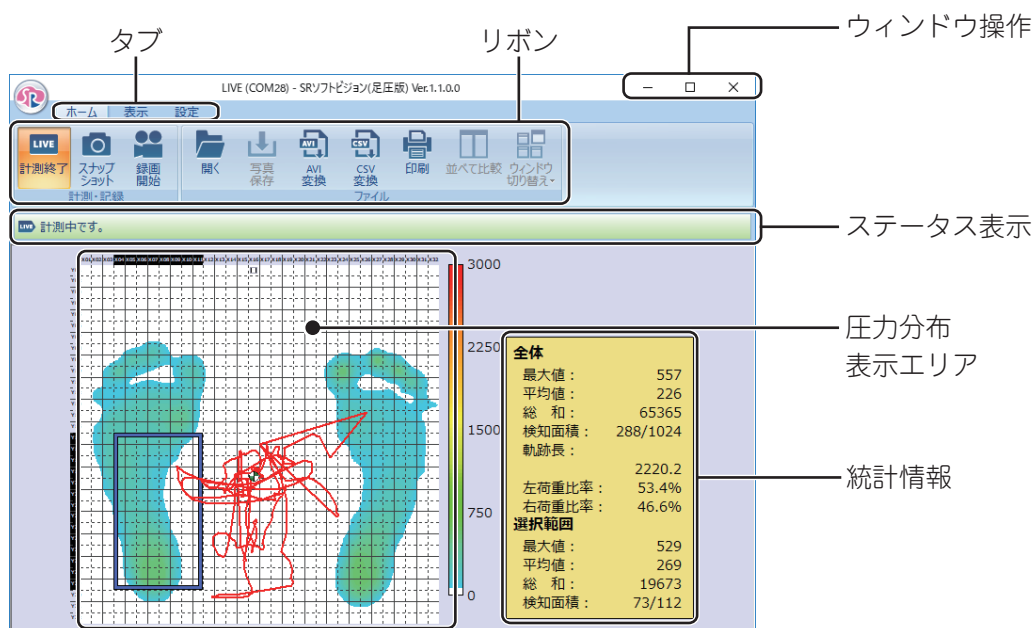 タブ
リボン
ウィンドウ操作
LIVE (COM28) - SRソフトビジョン(足圧版) Ver.1.1.0.0
SR
ホーム 表示 設定
LIVE
計測終了
スナップ
ショット
録画
開始
計測・記録
開く
写真
保存
AVI
AVI
変換
CSV
CSV
変換
印刷
並べて比較
ウィンドウ
切り替え
ファイル
LIVE 計測中です。
ステータス表示
3000
2250
1500
750
0
圧力分布
表示エリア
全体
最大値: 557
平均値: 226
総 和: 65365
検知面積: 288/1024
軌跡長:
2220.2
左荷重比率: 53.4%
右荷重比率: 46.6%
選択範囲
最大値: 529
平均値: 269
総 和: 19673
検知面積: 73/112
統計情報